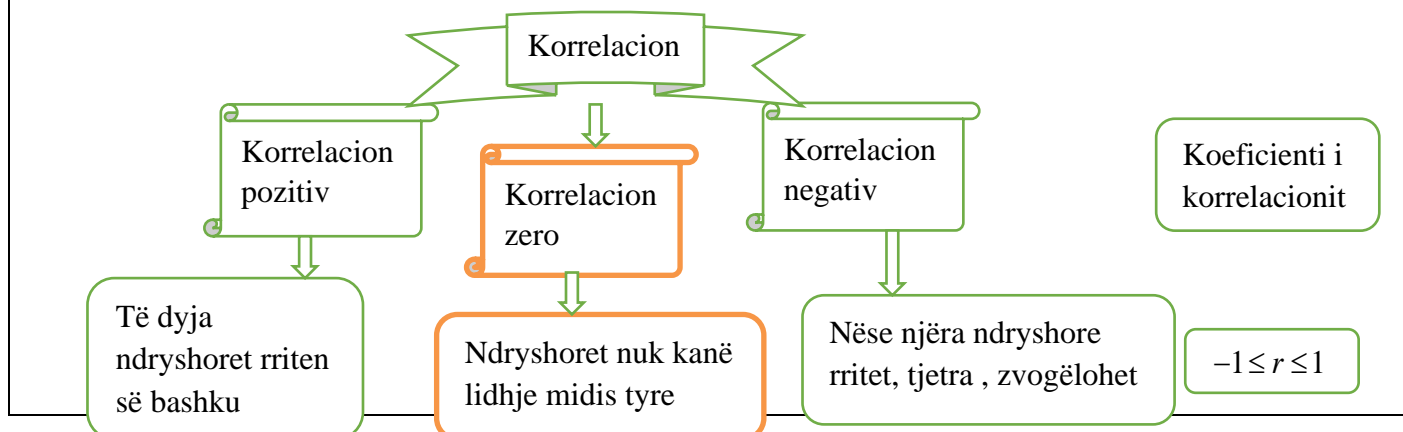 Korrelacion
Korrelacion
pozitiv
Të dyja
ndryshoret rriten
së bashku
Korrelacion
zero
Ndryshoret nuk kanë
lidhje midis tyre
Korrelacion
negativ
Nëse njëra ndryshore
rritet, tjetra , zvogëlohet
Koeficienti i
korrelacionit
−1 ≤ r ≤ 1